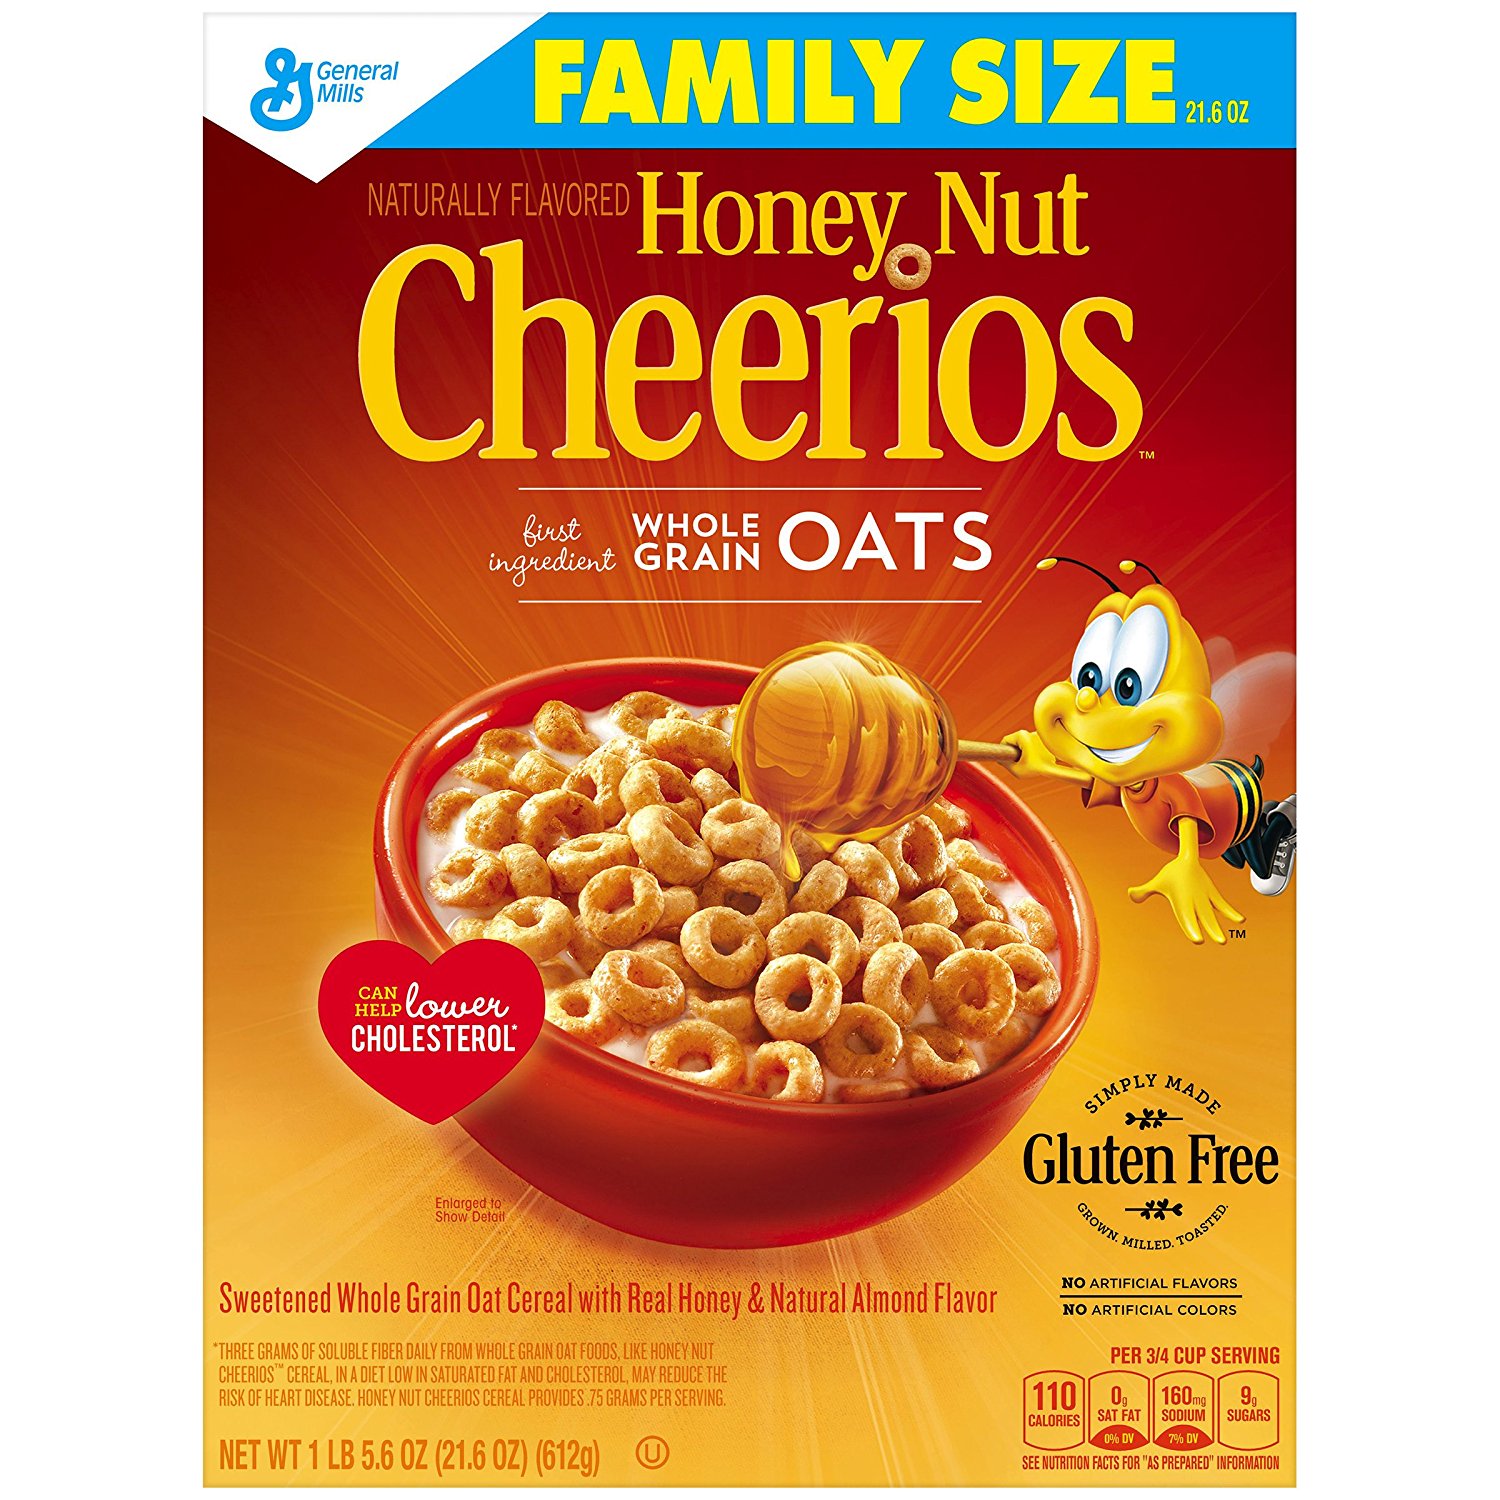 General
Mills
FAMILY SIZE 21.6 OZ
NATURALLY FLAVORED Honey Nut
Cheerios™
first
ingredient
WHOLE
GRAIN
OATS
™
CAN
HELP lower
CHOLESTEROL*
SIMPLY MADE
Gluten Free
GROWN. MILLED. TOASTED.
Enlarged to
Show Detail
NO ARTIFICIAL FLAVORS
NO ARTIFICIAL COLORS
Sweetened Whole Grain Oat Cereal with Real Honey & Natural Almond Flavor
*THREE GRAMS OF SOLUBLE FIBER DAILY FROM WHOLE GRAIN OAT FOODS, LIKE HONEY NUT
CHEERIOS™ CEREAL, IN A DIET LOW IN SATURATED FAT AND CHOLESTEROL, MAY REDUCE THE
RISK OF HEART DISEASE. HONEY NUT CHEERIOS CEREAL PROVIDES .75 GRAMS PER SERVING.
PER 3/4 CUP SERVING
110
CALORIES
0g
SAT FAT
0% DV
160mg
SODIUM
7% DV
9g
SUGARS
SEE NUTRITION FACTS FOR "AS PREPARED" INFORMATION
NET WT 1 LB 5.6 OZ (21.6 OZ) (612g)
U